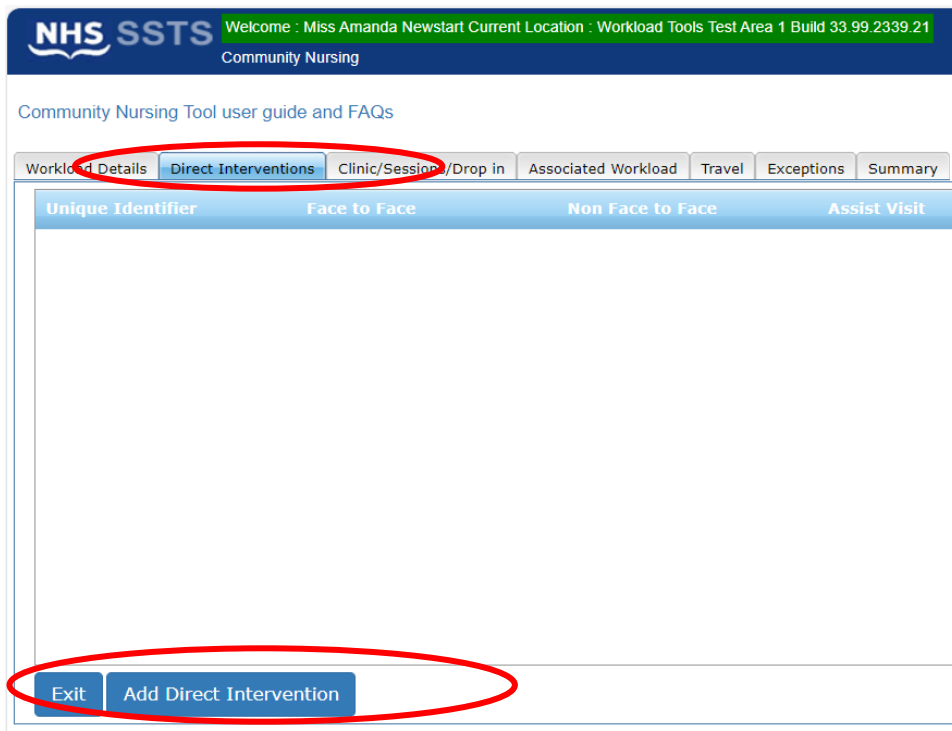 NHS SSTS Welcome : Miss Amanda Newstart Current Location : Workload Tools Test Area 1 Build 33.99.2339.21
Community Nursing
Community Nursing Tool user guide and FAQs
Workload Details Direct Interventions Clinic/Sessions/Drop in Associated Workload Travel Exceptions Summary
Unique Identifier Face to Face Non Face to Face Assist Visit
Exit Add Direct Intervention